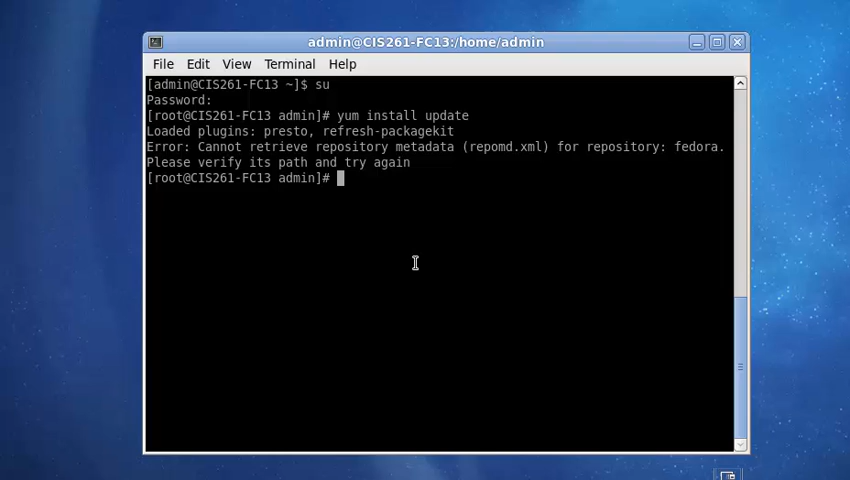 admin@CIS261-FC13:/home/admin
File Edit View Terminal Help
[admin@CIS261-FC13 ~]$ su
Password:
[root@CIS261-FC13 admin]# yum install update
Loaded plugins: presto, refresh-packagekit
Error: Cannot retrieve repository metadata (repomd.xml) for repository: fedora.
Please verify its path and try again
[root@CIS261-FC13 admin]#